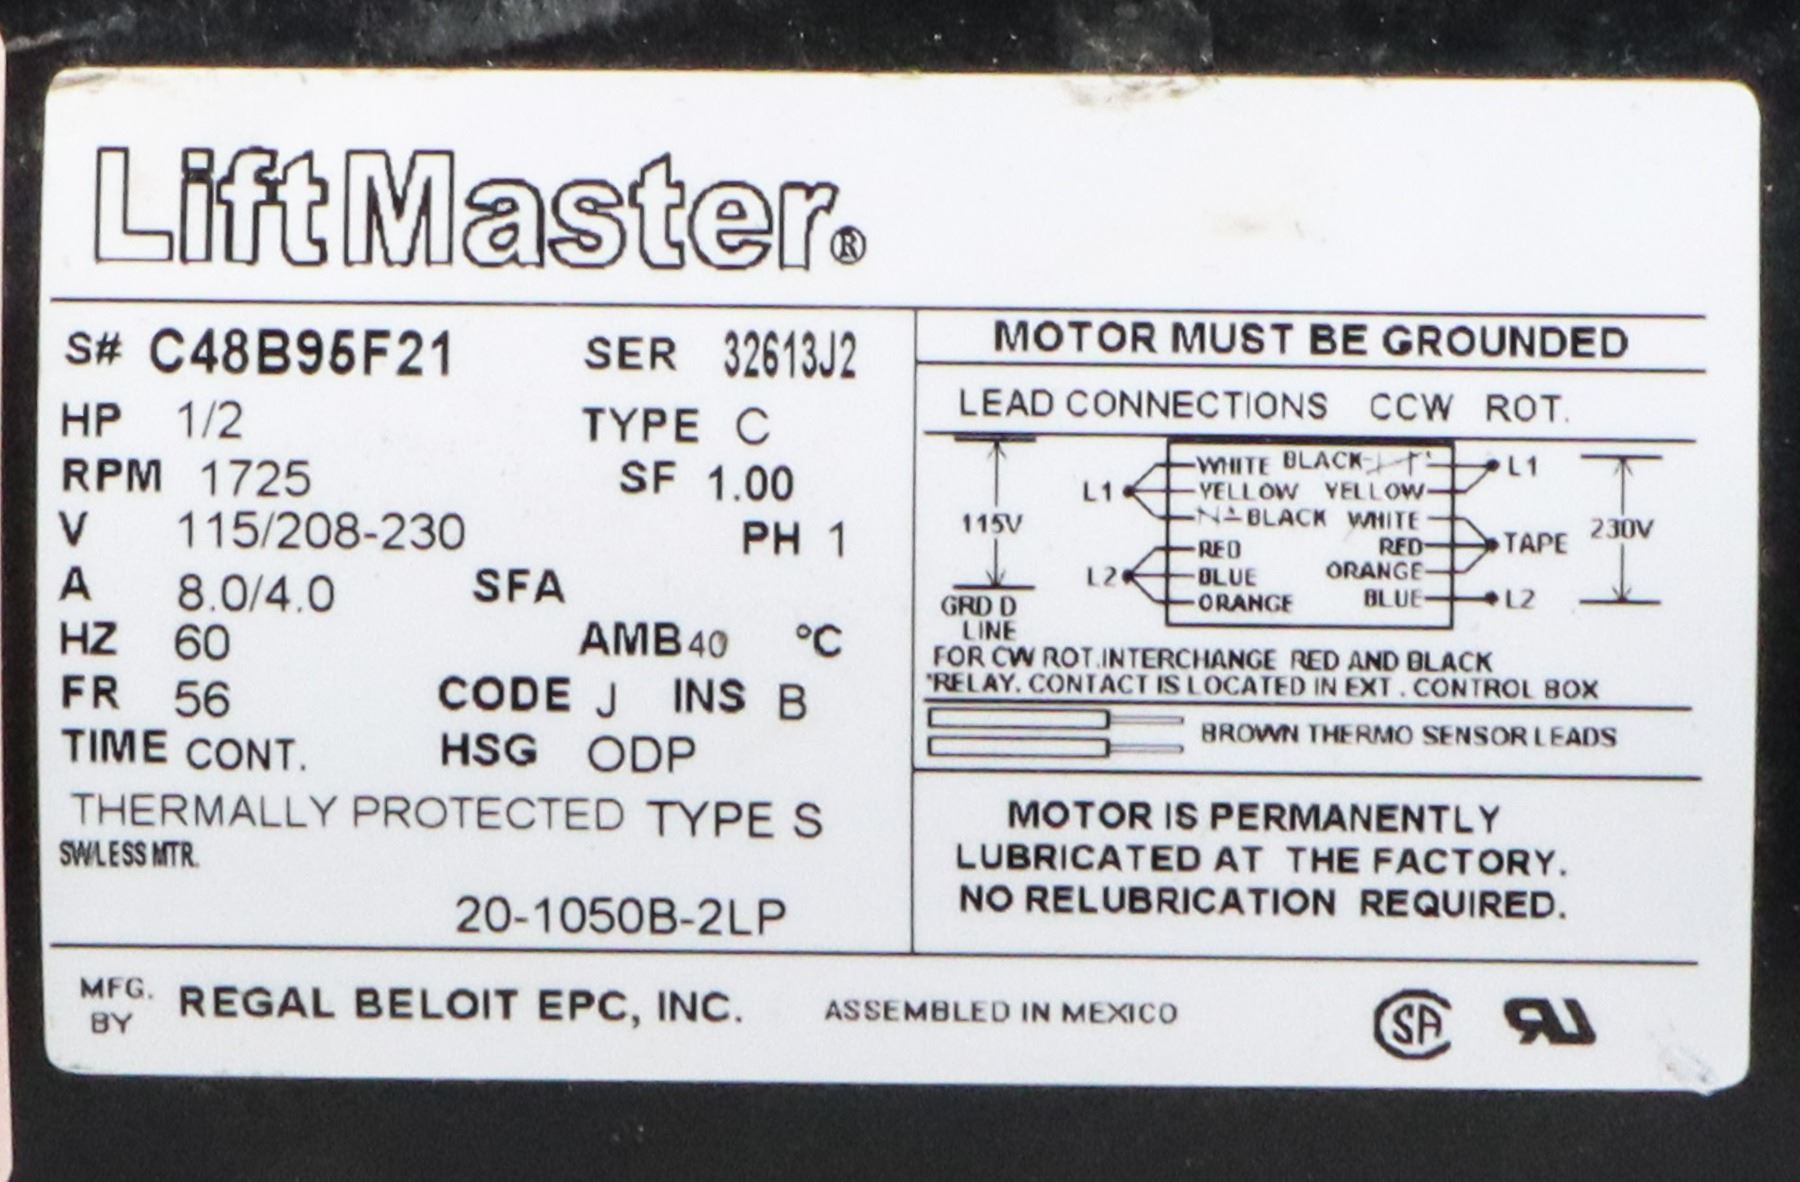 LiftMaster®
S# C48B95F21 SER 32613J2
HP 1/2 TYPE C
RPM 1725 SF 1.00
V 115/208-230 PH 1
A 8.0/4.0 SFA
HZ 60 AMB 40 °C
FR 56 CODE J INS B
TIME CONT. HSG ODP
THERMALLY PROTECTED TYPE S
SW/LESS MTR.
20-1050B-2LP
MOTOR MUST BE GROUNDED
LEAD CONNECTIONS CCW ROT.
WHITE BLACK L1
L1 YELLOW YELLOW
115V BLACK WHITE 230V
RED RED TAPE
L2 BLUE ORANGE
ORANGE BLUE L2
GRD D
LINE
FOR CW ROT.INTERCHANGE RED AND BLACK
*RELAY. CONTACT IS LOCATED IN EXT. CONTROL BOX
BROWN THERMO SENSOR LEADS
MOTOR IS PERMANENTLY
LUBRICATED AT THE FACTORY.
NO RELUBRICATION REQUIRED.
MFG. BY REGAL BELOIT EPC, INC. ASSEMBLED IN MEXICO
SA RU